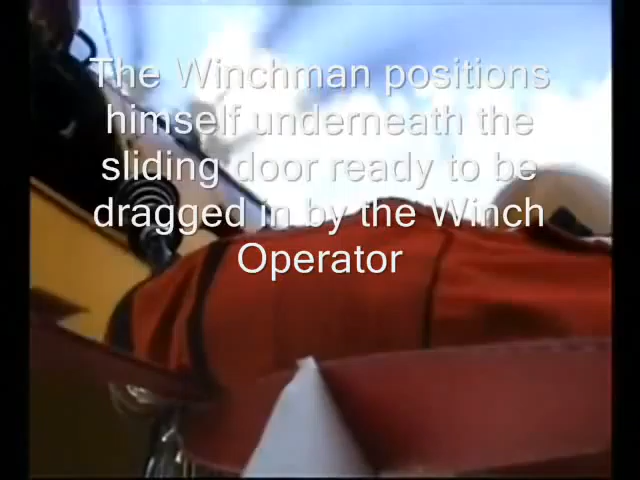 The Winchman positions
himself underneath the
sliding door ready to be
dragged in by the Winch
Operator